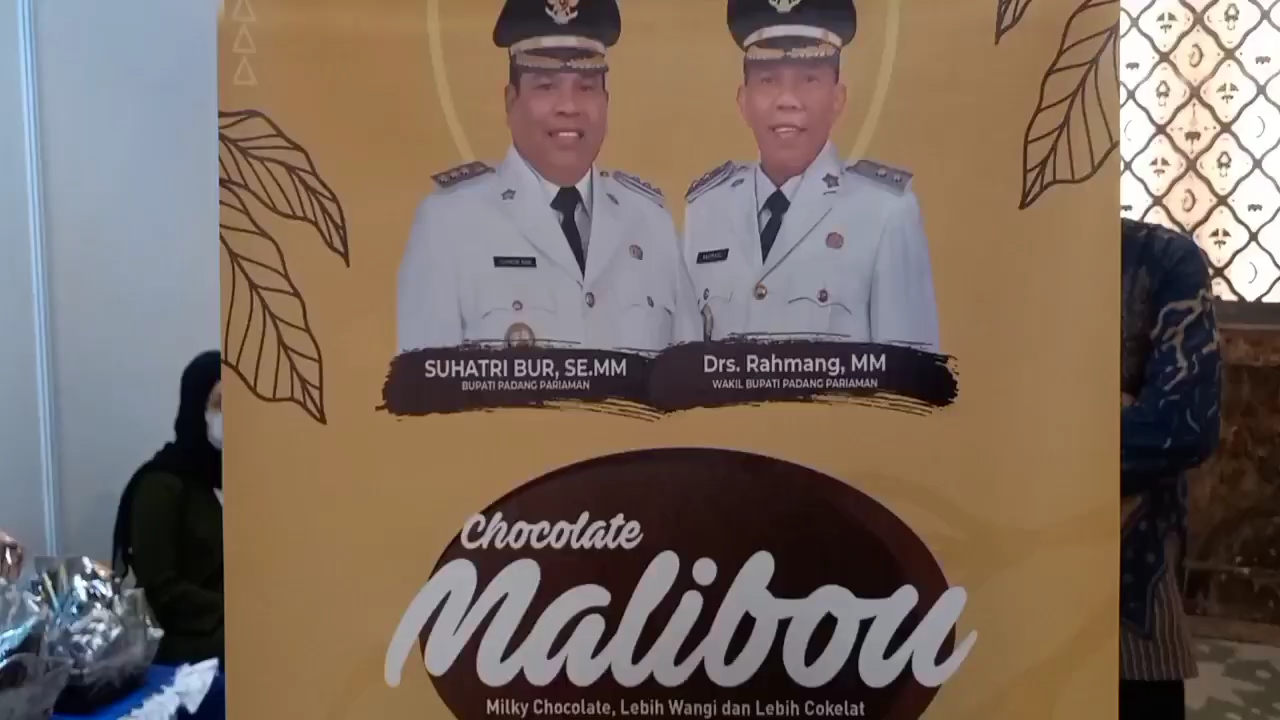 SUHATRI BUR, SE.MM
BUPATI PADANG PARIAMAN
Drs. Rahmang, MM
WAKIL BUPATI PADANG PARIAMAN
Chocolate
Malibou
Milky Chocolate, Lebih Wangi dan Lebih Cokelat